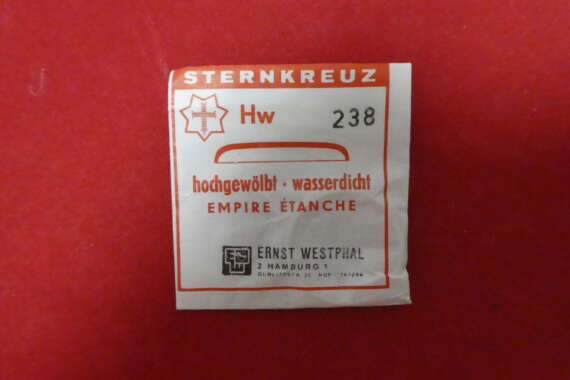 STERNKREUZ
Hw 238
hochgewölbt · wasserdicht
EMPIRE ÉTANCHE
ERNST WESTPHAL
2 HAMBURG 1